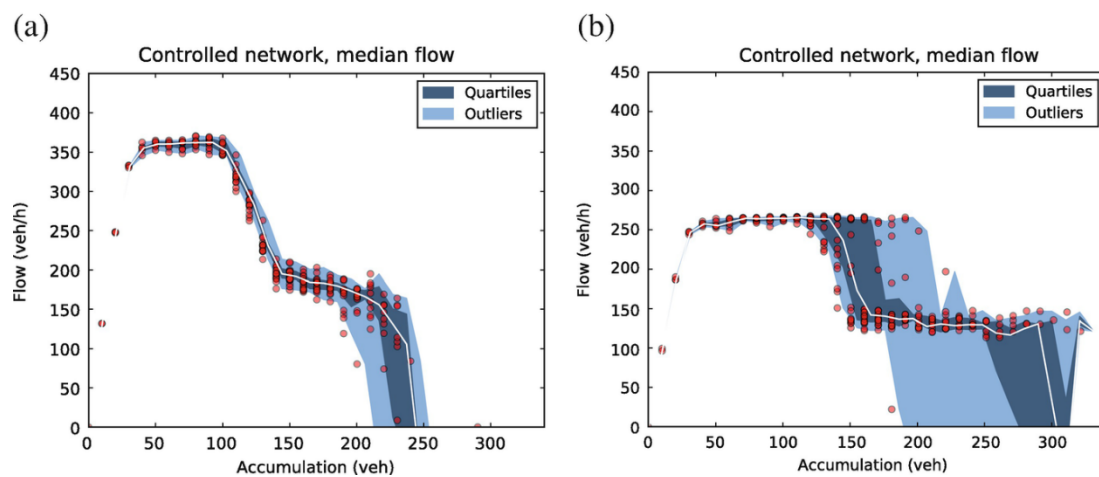 (a)
Controlled network, median flow
450
400
350
300
250
200
150
100
50
0
Flow (veh/h)
Quartiles
Outliers
0 50 100 150 200 250 300
Accumulation (veh)
(b)
Controlled network, median flow
450
400
350
300
250
200
150
100
50
0
Flow (veh/h)
Quartiles
Outliers
0 50 100 150 200 250 300
Accumulation (veh)